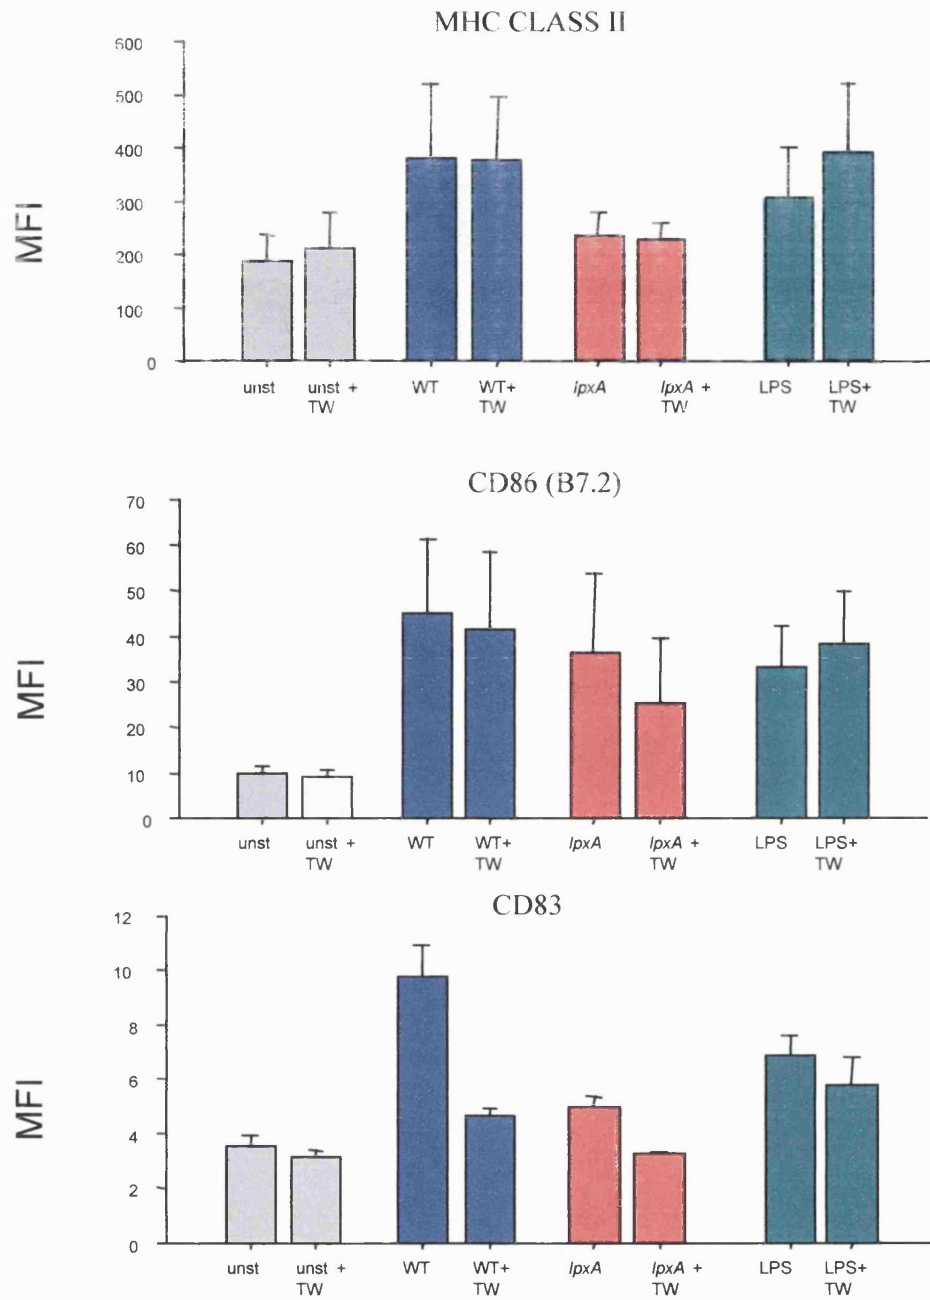 MHC CLASS II
MFI
600
500
400
300
200
100
0
unst
unst +
TW
WT
WT+
TW
lpxA
lpxA +
TW
LPS
LPS+
TW
CD86 (B7.2)
MFI
70
60
50
40
30
20
10
0
unst
unst +
TW
WT
WT+
TW
lpxA
lpxA +
TW
LPS
LPS+
TW
CD83
MFI
12
10
8
6
4
2
0
unst
unst +
TW
WT
WT+
TW
lpxA
lpxA +
TW
LPS
LPS+
TW